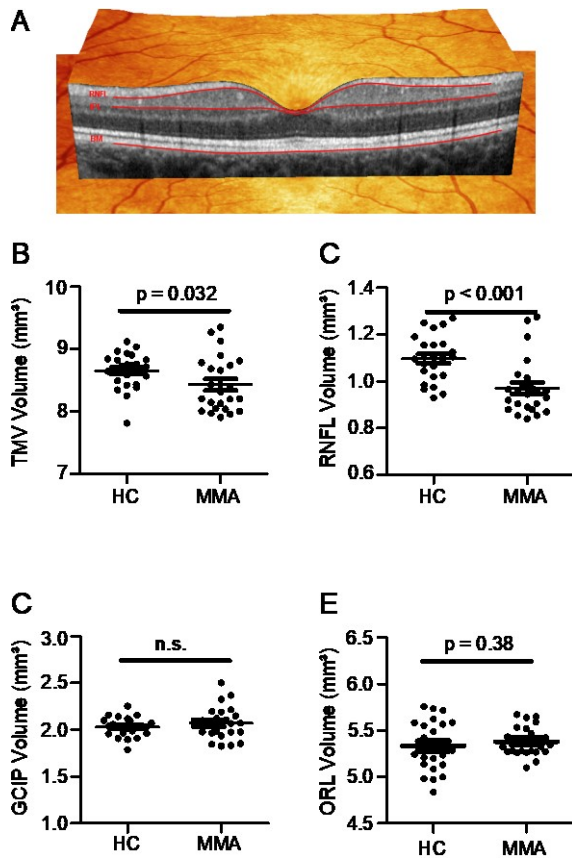 A
RNFL
BM
B
10
9
8
7
TMV Volume (mm³)
p = 0.032
HC MMA
C
1.4
1.2
1.0
0.8
0.6
RNFL Volume (mm³)
p < 0.001
HC MMA
C
3.0
2.5
2.0
1.5
1.0
GCIP Volume (mm³)
n.s.
HC MMA
E
6.5
6.0
5.5
5.0
4.5
ORL Volume (mm³)
p = 0.38
HC MMA